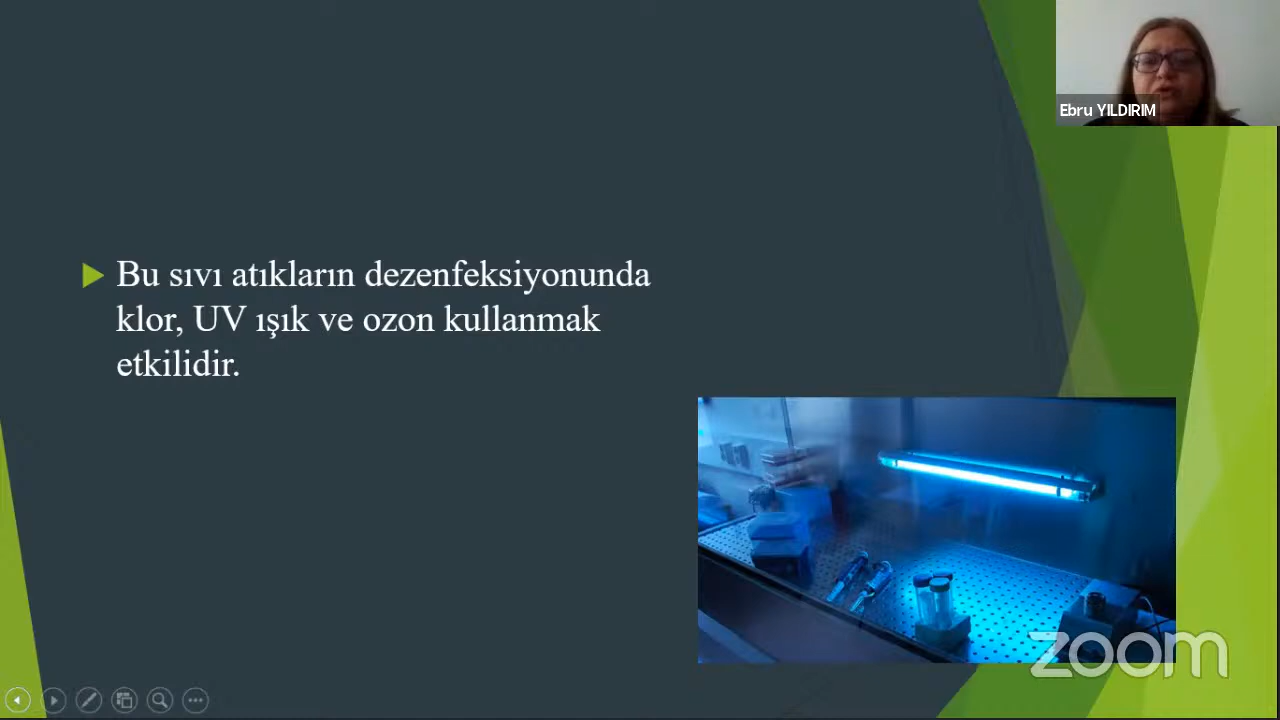 Ebru YILDIRIM
Bu sıvı atıkların dezenfeksiyonunda
klor, UV ışık ve ozon kullanmak
etkilidir.
zoom